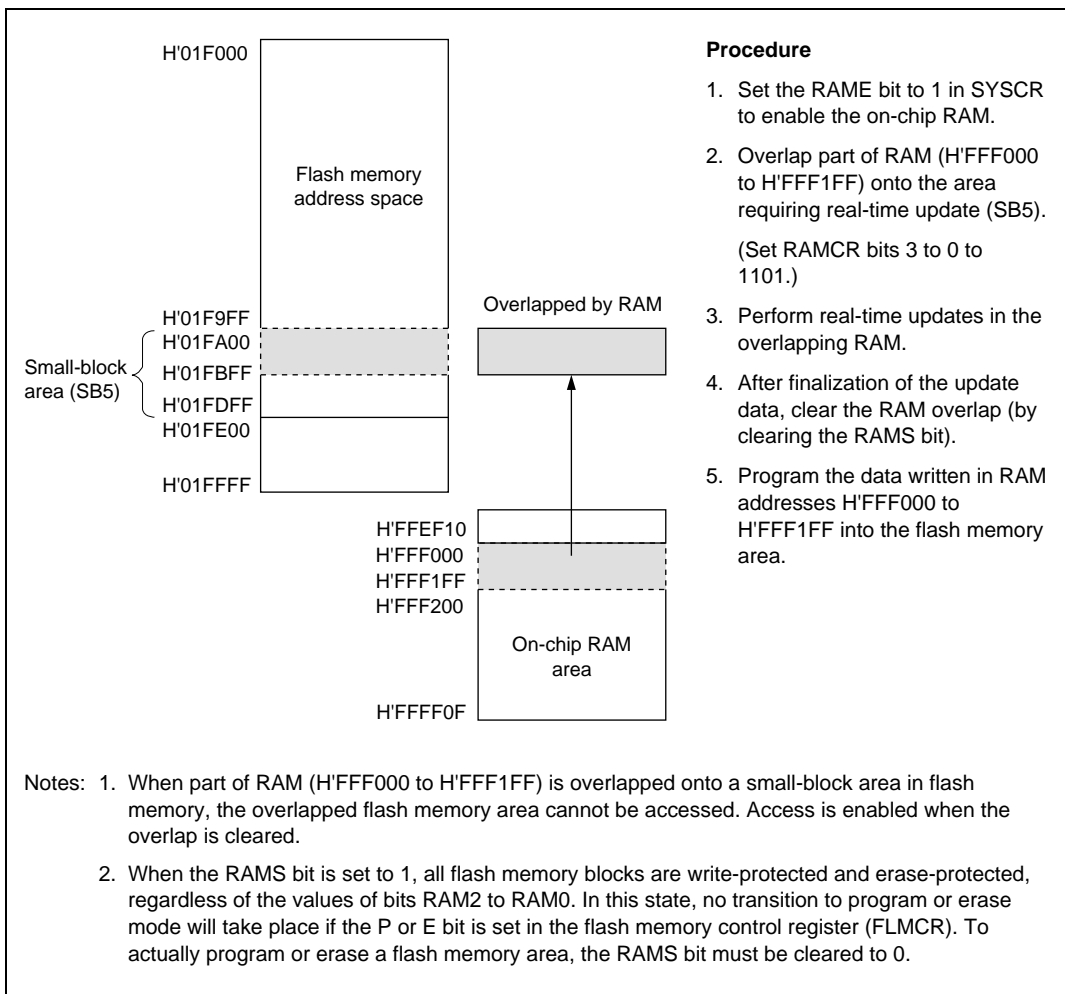 H'01F000
Flash memory
address space
H'01F9FF
H'01FA00
Small-block
area (SB5)
H'01FBFF
H'01FDFF
H'01FE00
H'01FFFF
Overlapped by RAM
H'FFEF10
H'FFF000
H'FFF1FF
H'FFF200
On-chip RAM
area
H'FFFF0F
Procedure
1. Set the RAME bit to 1 in SYSCR
to enable the on-chip RAM.
2. Overlap part of RAM (H'FFF000
to H'FFF1FF) onto the area
requiring real-time update (SB5).
(Set RAMCR bits 3 to 0 to
1101.)
3. Perform real-time updates in the
overlapping RAM.
4. After finalization of the update
data, clear the RAM overlap (by
clearing the RAMS bit).
5. Program the data written in RAM
addresses H'FFF000 to
H'FFF1FF into the flash memory
area.
Notes: 1. When part of RAM (H'FFF000 to H'FFF1FF) is overlapped onto a small-block area in flash
memory, the overlapped flash memory area cannot be accessed. Access is enabled when the
overlap is cleared.
2. When the RAMS bit is set to 1, all flash memory blocks are write-protected and erase-protected,
regardless of the values of bits RAM2 to RAM0. In this state, no transition to program or erase
mode will take place if the P or E bit is set in the flash memory control register (FLMCR). To
actually program or erase a flash memory area, the RAMS bit must be cleared to 0.